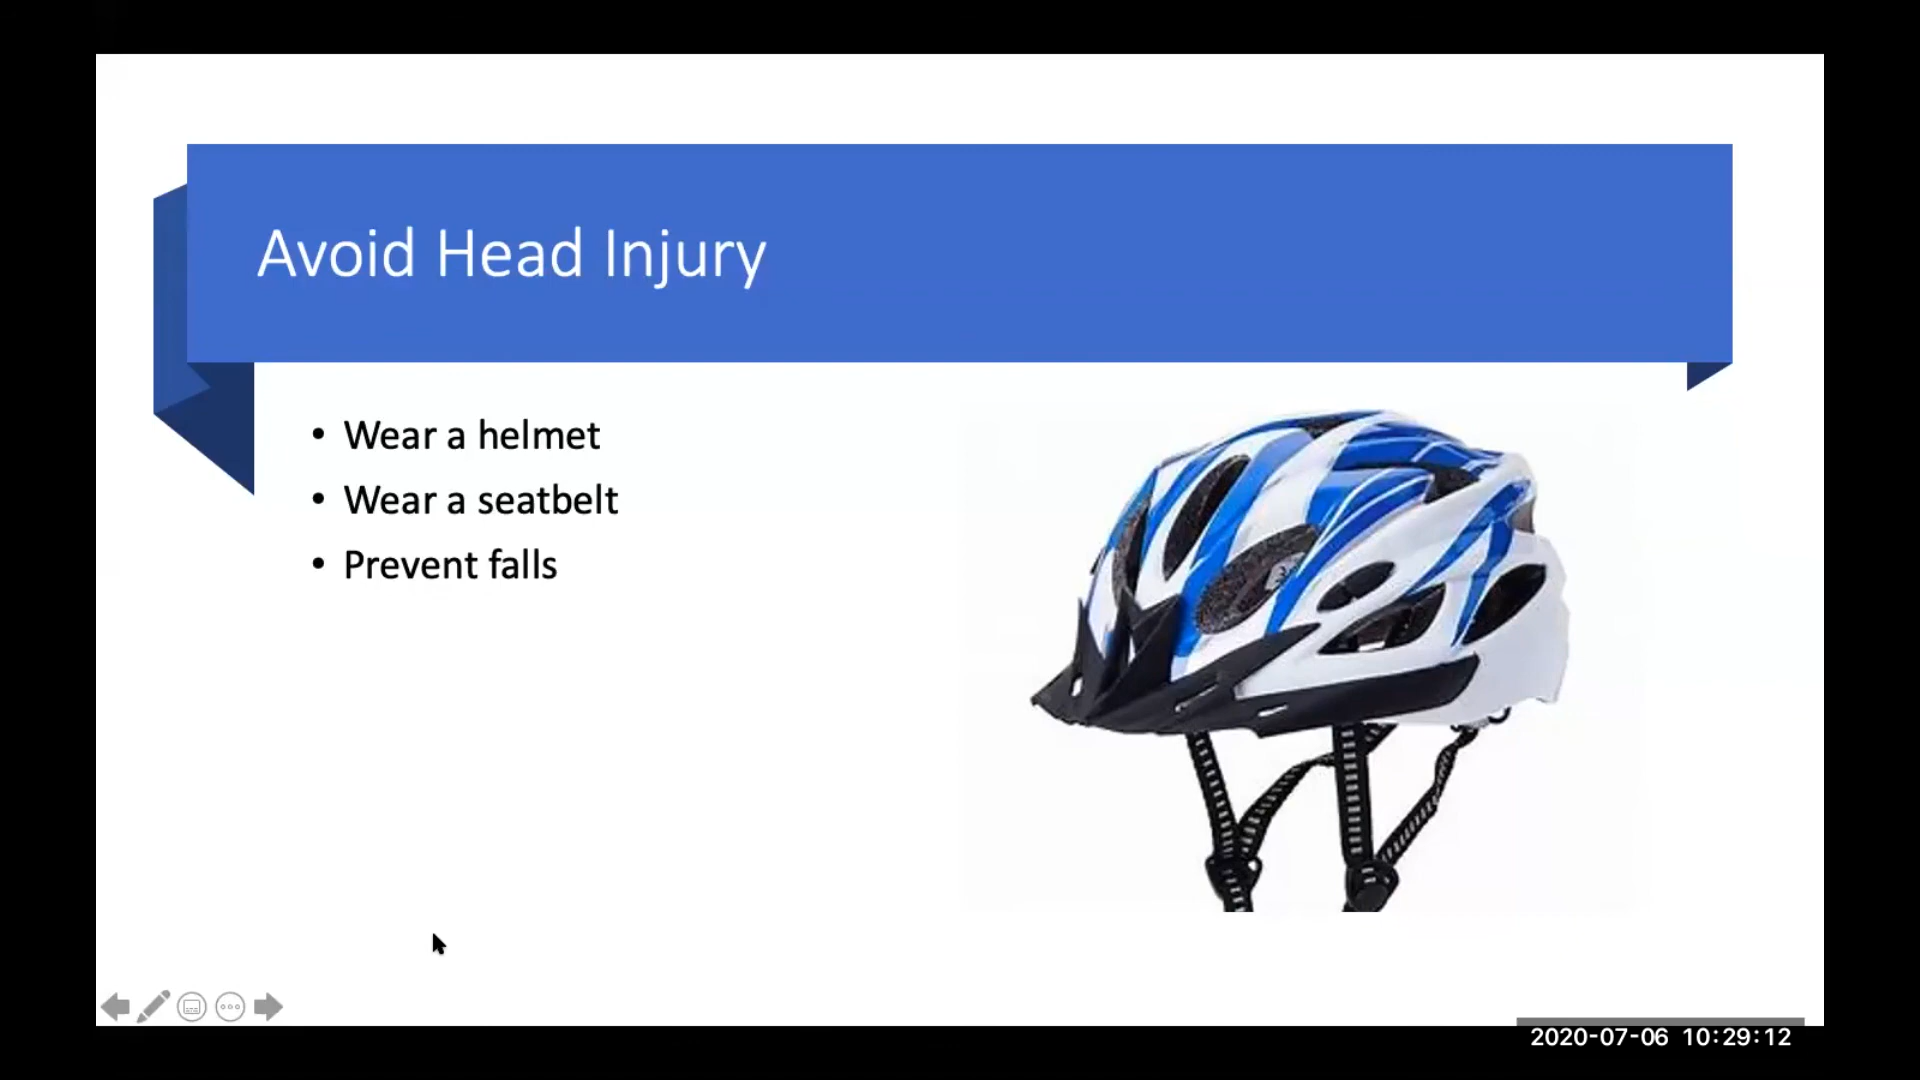 Avoid Head Injury
• Wear a helmet
• Wear a seatbelt
• Prevent falls
2020-07-06 10:29:12